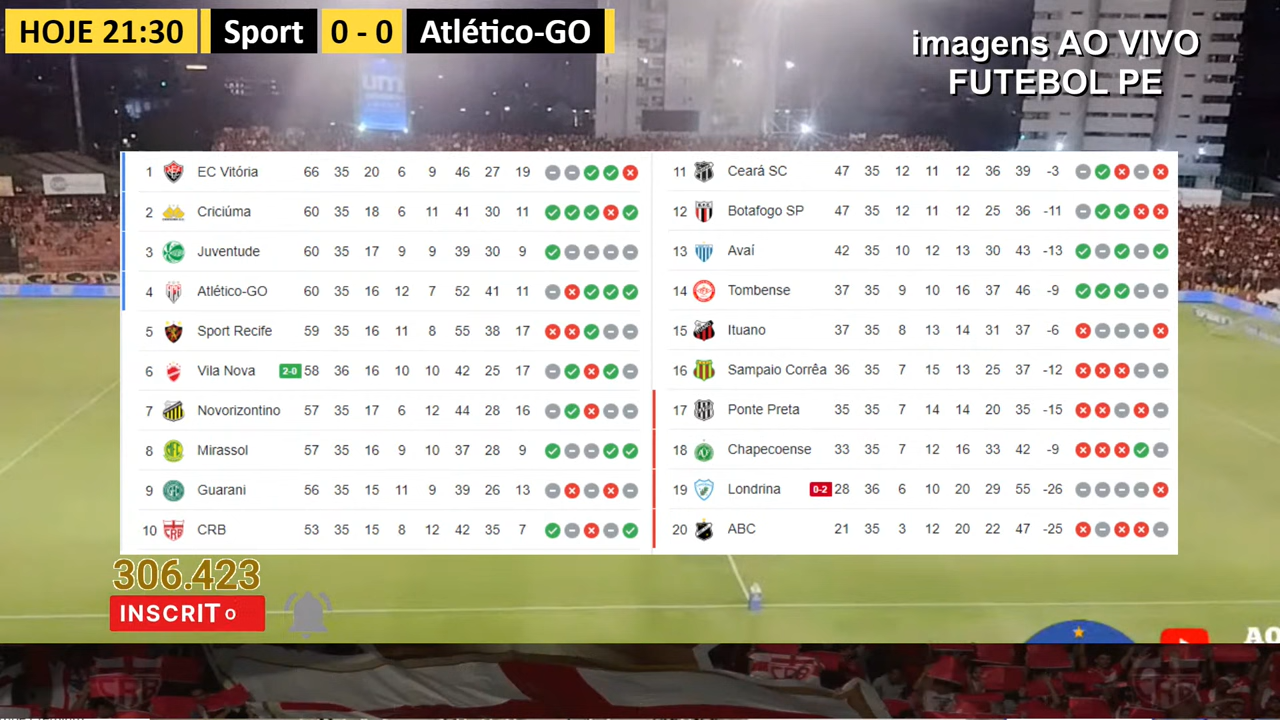 HOJE 21:30 Sport 0 - 0 Atlético-GO
imagens AO VIVO
FUTEBOL PE
1 EC Vitória 66 35 20 6 9 46 27 19
2 Criciúma 60 35 18 6 11 41 30 11
3 Juventude 60 35 17 9 9 39 30 9
4 Atlético-GO 60 35 16 12 7 52 41 11
5 Sport Recife 59 35 16 11 8 55 38 17
6 Vila Nova 2-0 58 36 16 10 10 42 25 17
7 Novorizontino 57 35 17 6 12 44 28 16
8 Mirassol 57 35 16 9 10 37 28 9
9 Guarani 56 35 15 11 9 39 26 13
10 CRB 53 35 15 8 12 42 35 7
11 Ceará SC 47 35 12 11 12 36 39 -3
12 Botafogo SP 47 35 12 11 12 25 36 -11
13 Avaí 42 35 10 12 13 30 43 -13
14 Tombense 37 35 9 10 16 37 46 -9
15 Ituano 37 35 8 13 14 31 37 -6
16 Sampaio Corrêa 36 35 7 15 13 25 37 -12
17 Ponte Preta 35 35 7 14 14 20 35 -15
18 Chapecoense 33 35 7 12 16 33 42 -9
19 Londrina 0-2 28 36 6 10 20 29 55 -26
20 ABC 21 35 3 12 20 22 47 -25
306.423
INSCRITO
AO